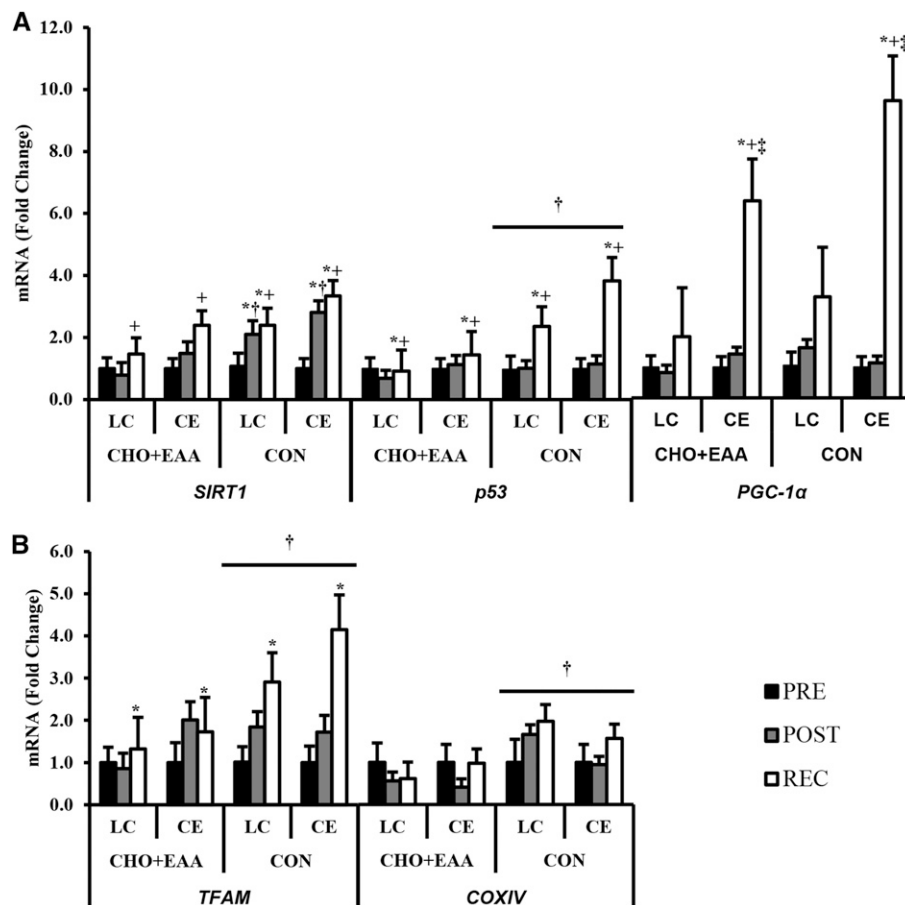 A
12.0
10.0
8.0
6.0
4.0
2.0
0.0
mRNA (Fold Change)
+
+
*†
*+
*†
*+
*+
*+
†
*+
*+
*+‡
*+‡
LC CE LC CE LC CE LC CE LC CE LC CE
CHO+EAA CON CHO+EAA CON CHO+EAA CON
SIRT1 p53 PGC-1α
B
6.0
5.0
4.0
3.0
2.0
1.0
0.0
mRNA (Fold Change)
†
*
*
*
*
†
LC CE LC CE LC CE LC CE
CHO+EAA CON CHO+EAA CON
TFAM COXIV
PRE
POST
REC